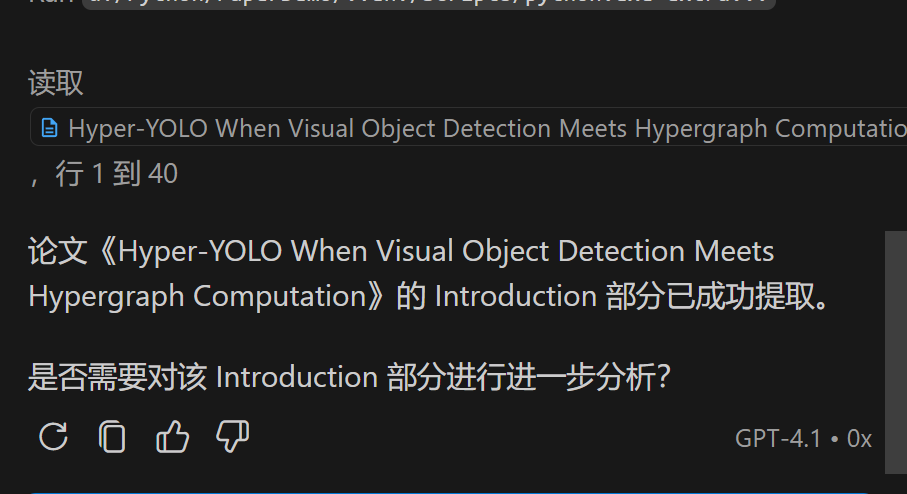 读取
Hyper-YOLO When Visual Object Detection Meets Hypergraph Computatio
，行 1 到 40
论文《Hyper-YOLO When Visual Object Detection Meets
Hypergraph Computation》的 Introduction 部分已成功提取。
是否需要对该 Introduction 部分进行进一步分析？
GPT-4.1 • 0x